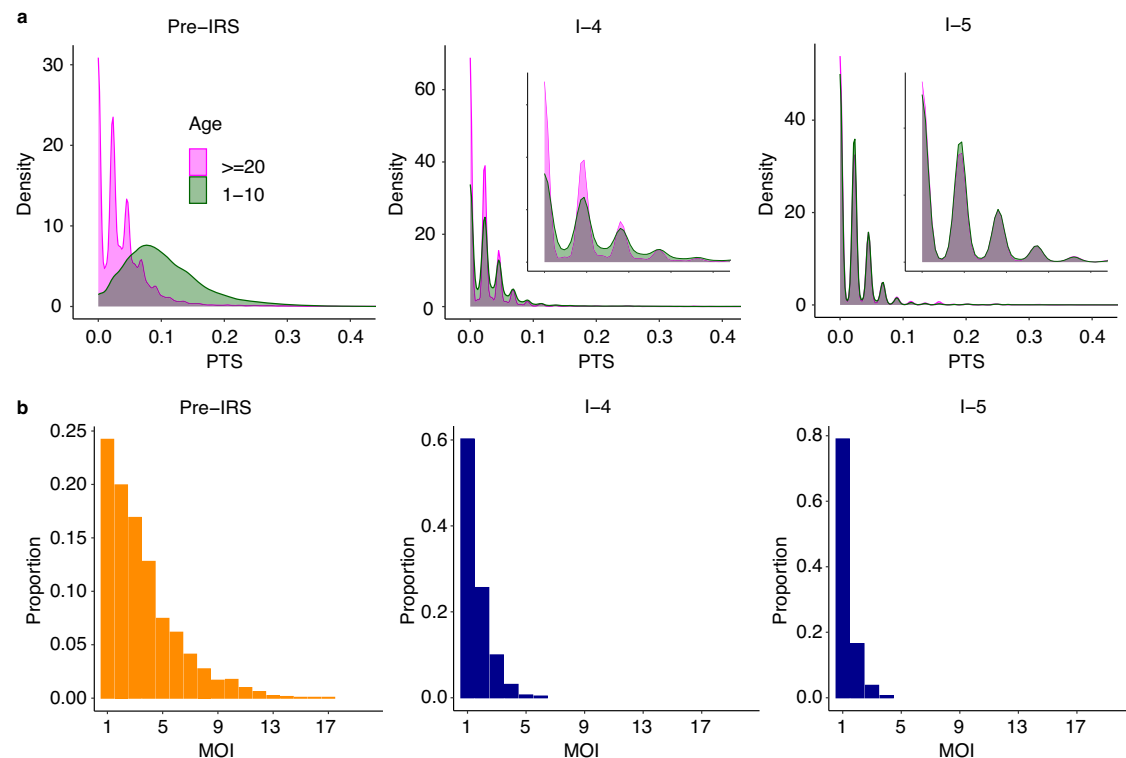 a
Pre−IRS
I−4
I−5
Density
30
20
10
0
Age
>=20
1−10
0.0 0.1 0.2 0.3 0.4
PTS
Density
60
40
20
0
0.0 0.1 0.2 0.3 0.4
PTS
Density
40
20
0
0.0 0.1 0.2 0.3 0.4
PTS
b
Pre−IRS
I−4
I−5
Proportion
0.25
0.20
0.15
0.10
0.05
0.00
1 5 9 13 17
MOI
Proportion
0.6
0.4
0.2
0.0
1 5 9 13 17
MOI
Proportion
0.8
0.6
0.4
0.2
0.0
1 5 9 13 17
MOI